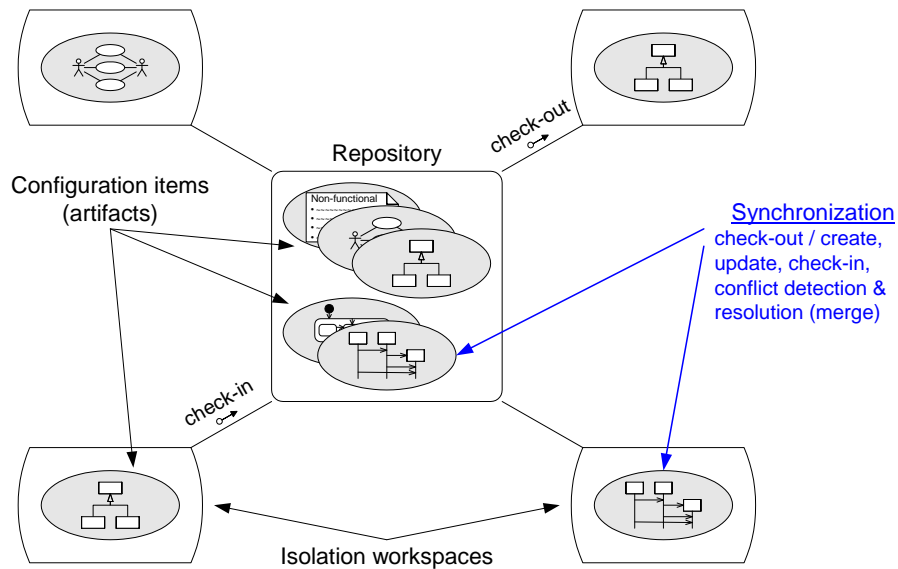 check-out
Repository
Configuration items
(artifacts)
Non-functional
Synchronization
check-out / create,
update, check-in,
conflict detection &
resolution (merge)
check-in
Isolation workspaces